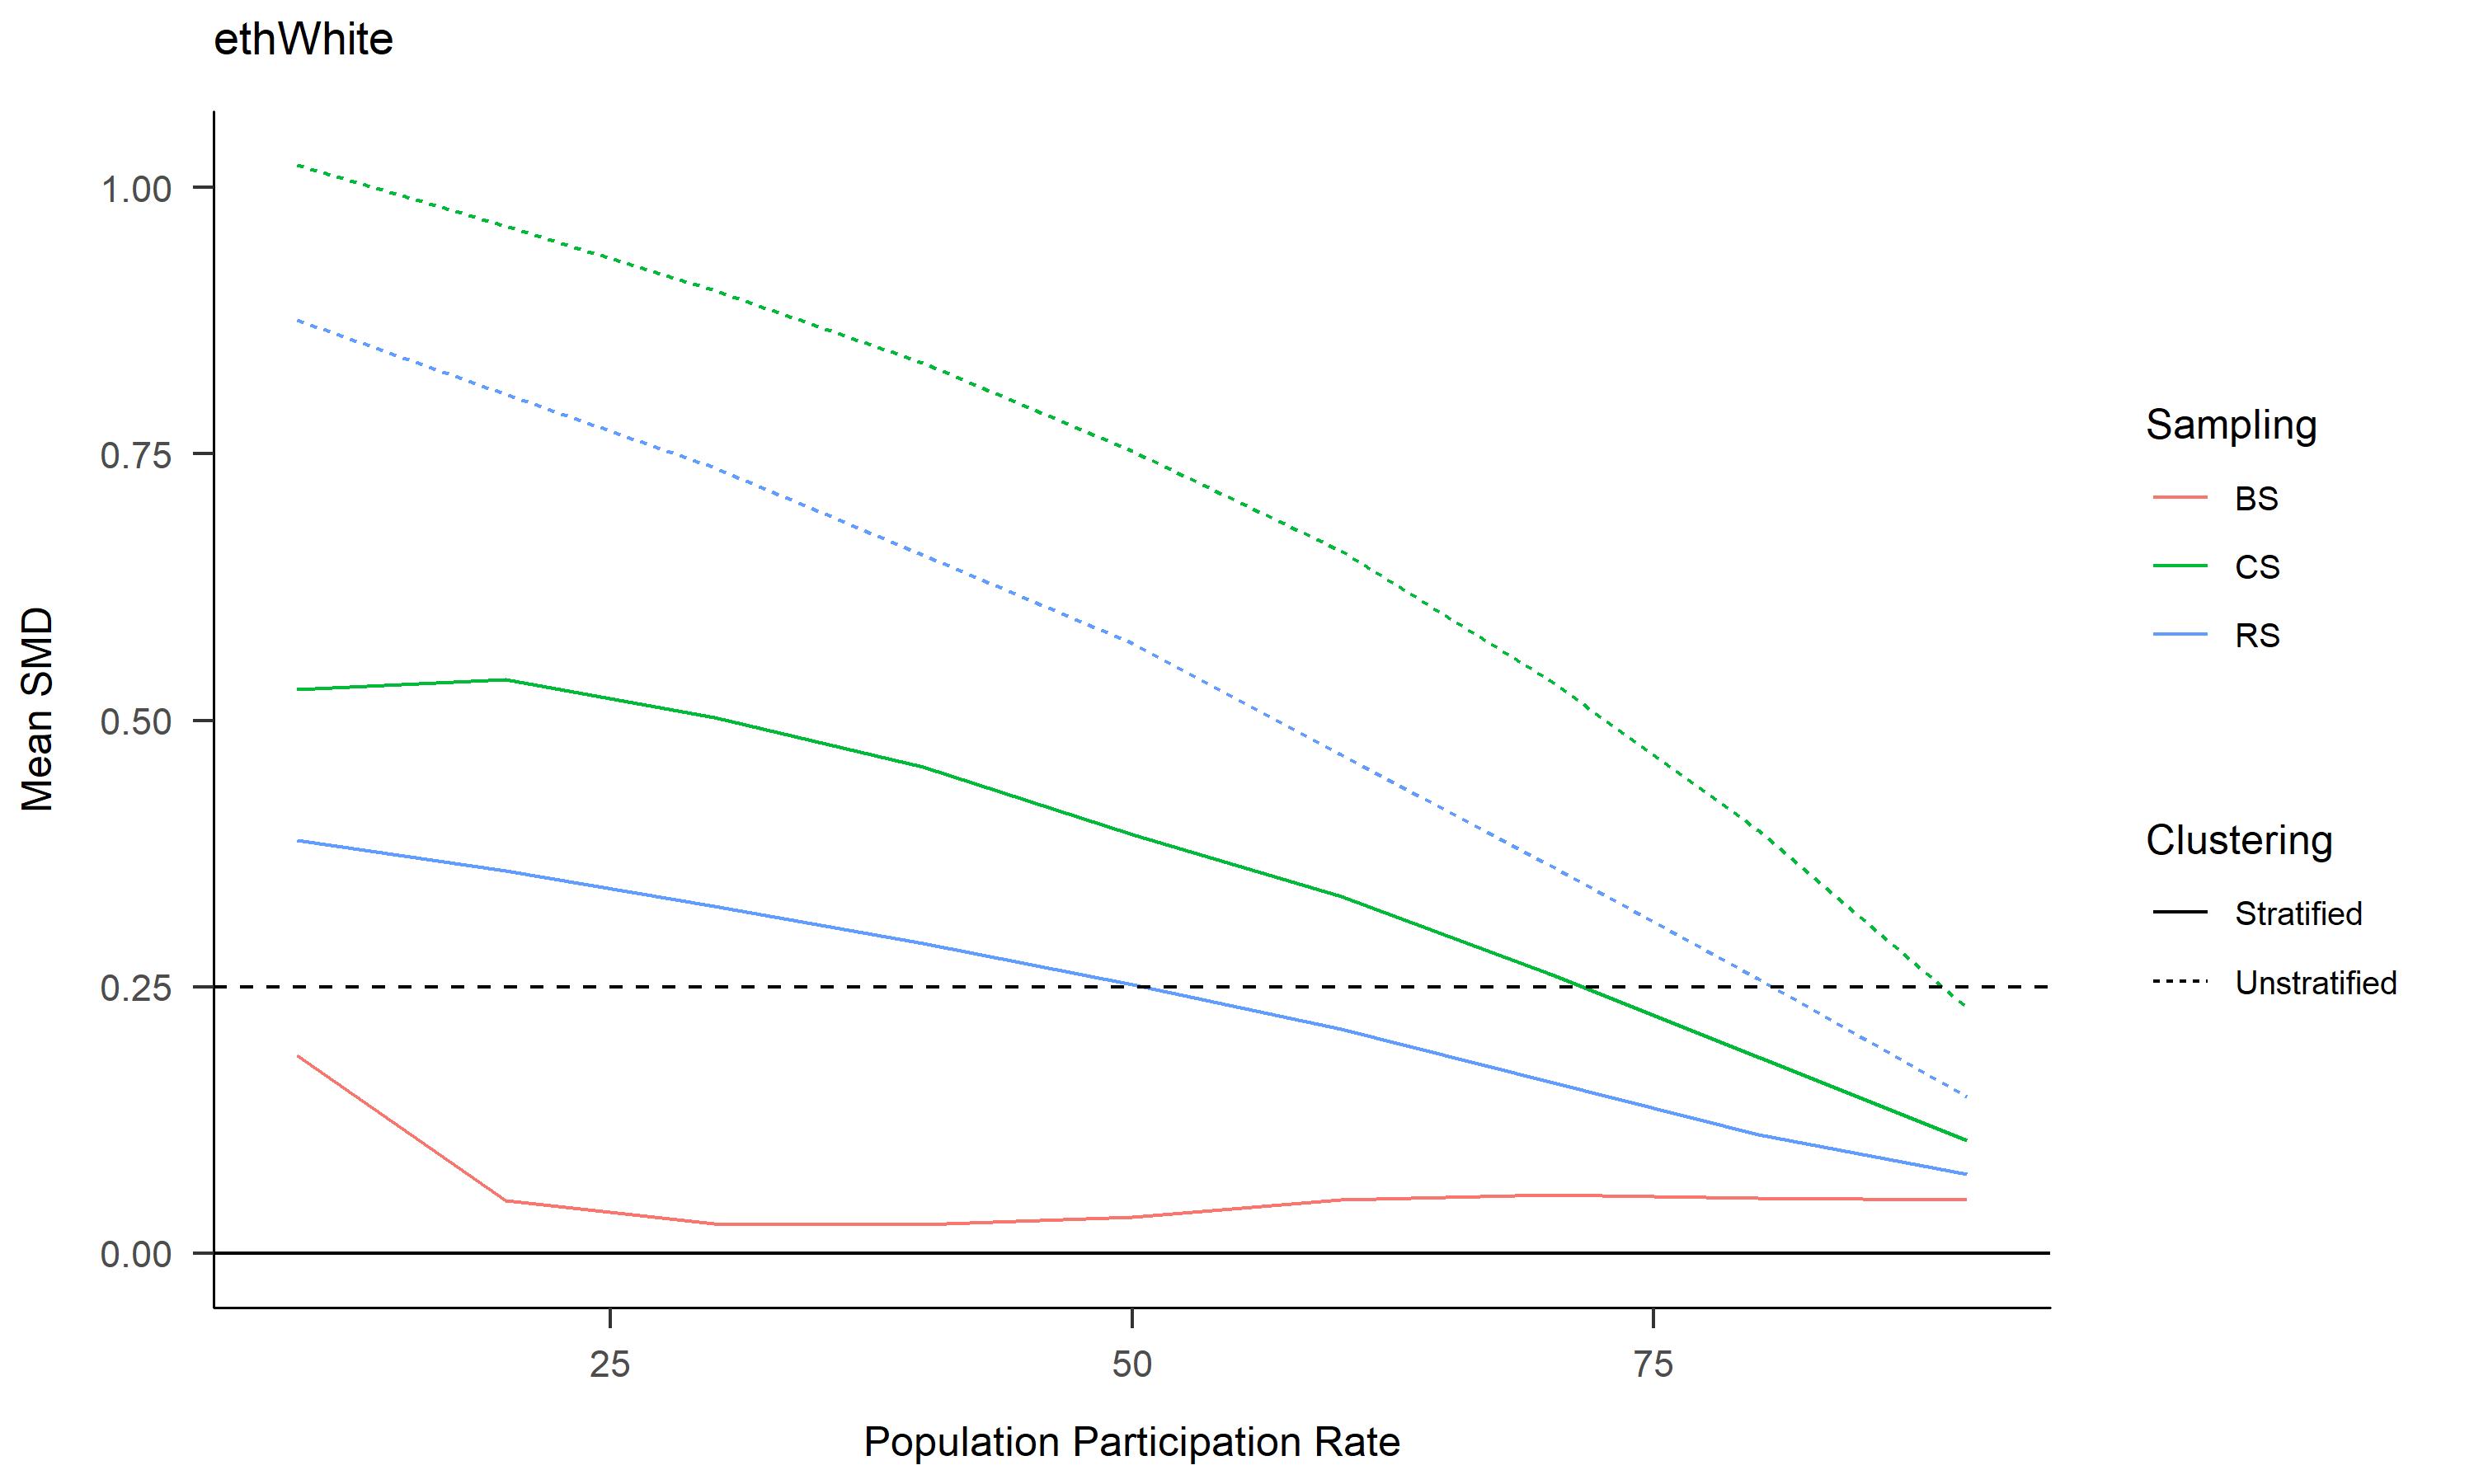 ethWhite
1.00
0.75
0.50
0.25
0.00
Mean SMD
25 50 75
Population Participation Rate
Sampling
BS
CS
RS
Clustering
Stratified
Unstratified